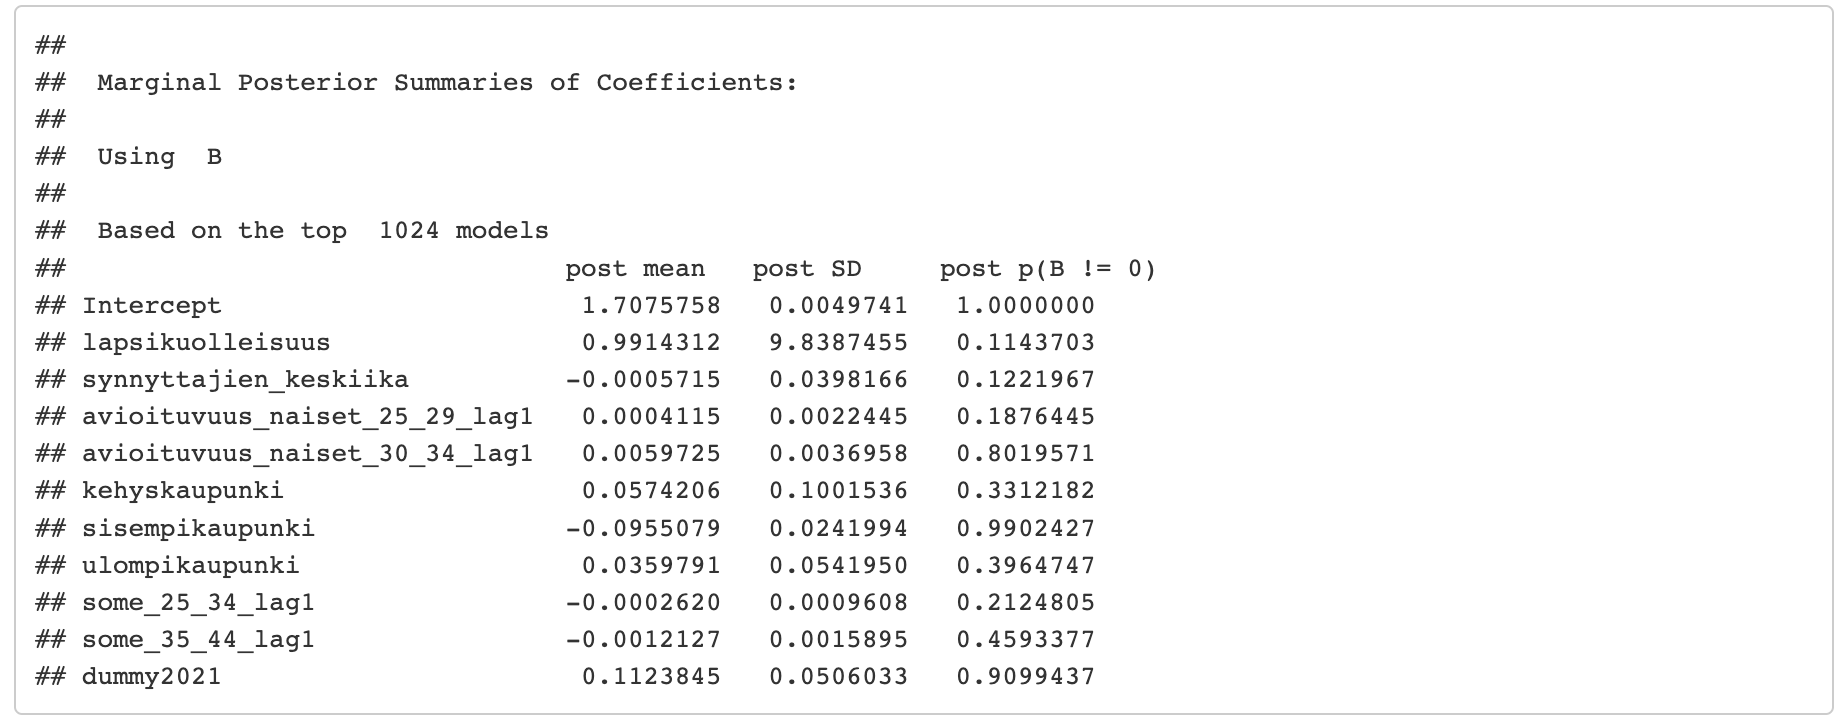 ##
##  Marginal Posterior Summaries of Coefficients:
##
##  Using  B
##
##  Based on the top  1024 models
##                                post mean   post SD     post p(B != 0)
## Intercept                       1.7075758   0.0049741   1.0000000
## lapsikuolleisuus                0.9914312   9.8387455   0.1143703
## synnyttajien_keskiika          -0.0005715   0.0398166   0.1221967
## avioituvuus_naiset_25_29_lag1   0.0004115   0.0022445   0.1876445
## avioituvuus_naiset_30_34_lag1   0.0059725   0.0036958   0.8019571
## kehyskaupunki                   0.0574206   0.1001536   0.3312182
## sisempikaupunki                -0.0955079   0.0241994   0.9902427
## ulompikaupunki                  0.0359791   0.0541950   0.3964747
## some_25_34_lag1                -0.0002620   0.0009608   0.2124805
## some_35_44_lag1                -0.0012127   0.0015895   0.4593377
## dummy2021                       0.1123845   0.0506033   0.9099437